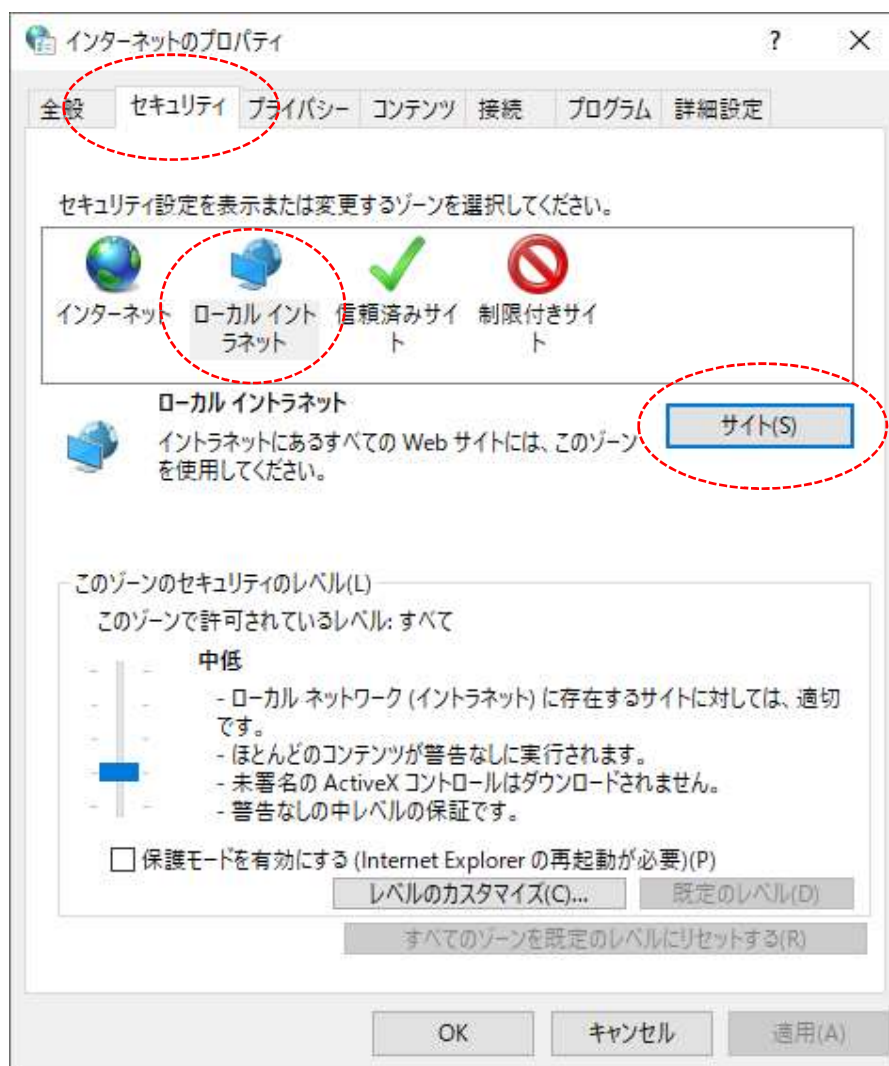 インターネットのプロパティ
?
全般 セキュリティ プライバシー コンテンツ 接続 プログラム 詳細設定
セキュリティ設定を表示または変更するゾーンを選択してください。
インターネット ローカル イント 信頼済みサイ 制限付きサイ
ラネット ト ト
ローカル イントラネット
サイト(S)
イントラネットにあるすべての Web サイトには、このゾーン
を使用してください。
このゾーンのセキュリティのレベル(L)
このゾーンで許可されているレベル: すべて
中低
- ローカル ネットワーク (イントラネット) に存在するサイトに対しては、適切
です。
- ほとんどのコンテンツが警告なしに実行されます。
- 未署名の ActiveX コントロールはダウンロードされません。
- 警告なしの中レベルの保証です。
保護モードを有効にする (Internet Explorer の再起動が必要)(P)
レベルのカスタマイズ(C)... 既定のレベル(D)
すべてのゾーンを既定のレベルにリセットする(R)
OK キャンセル 適用(A)